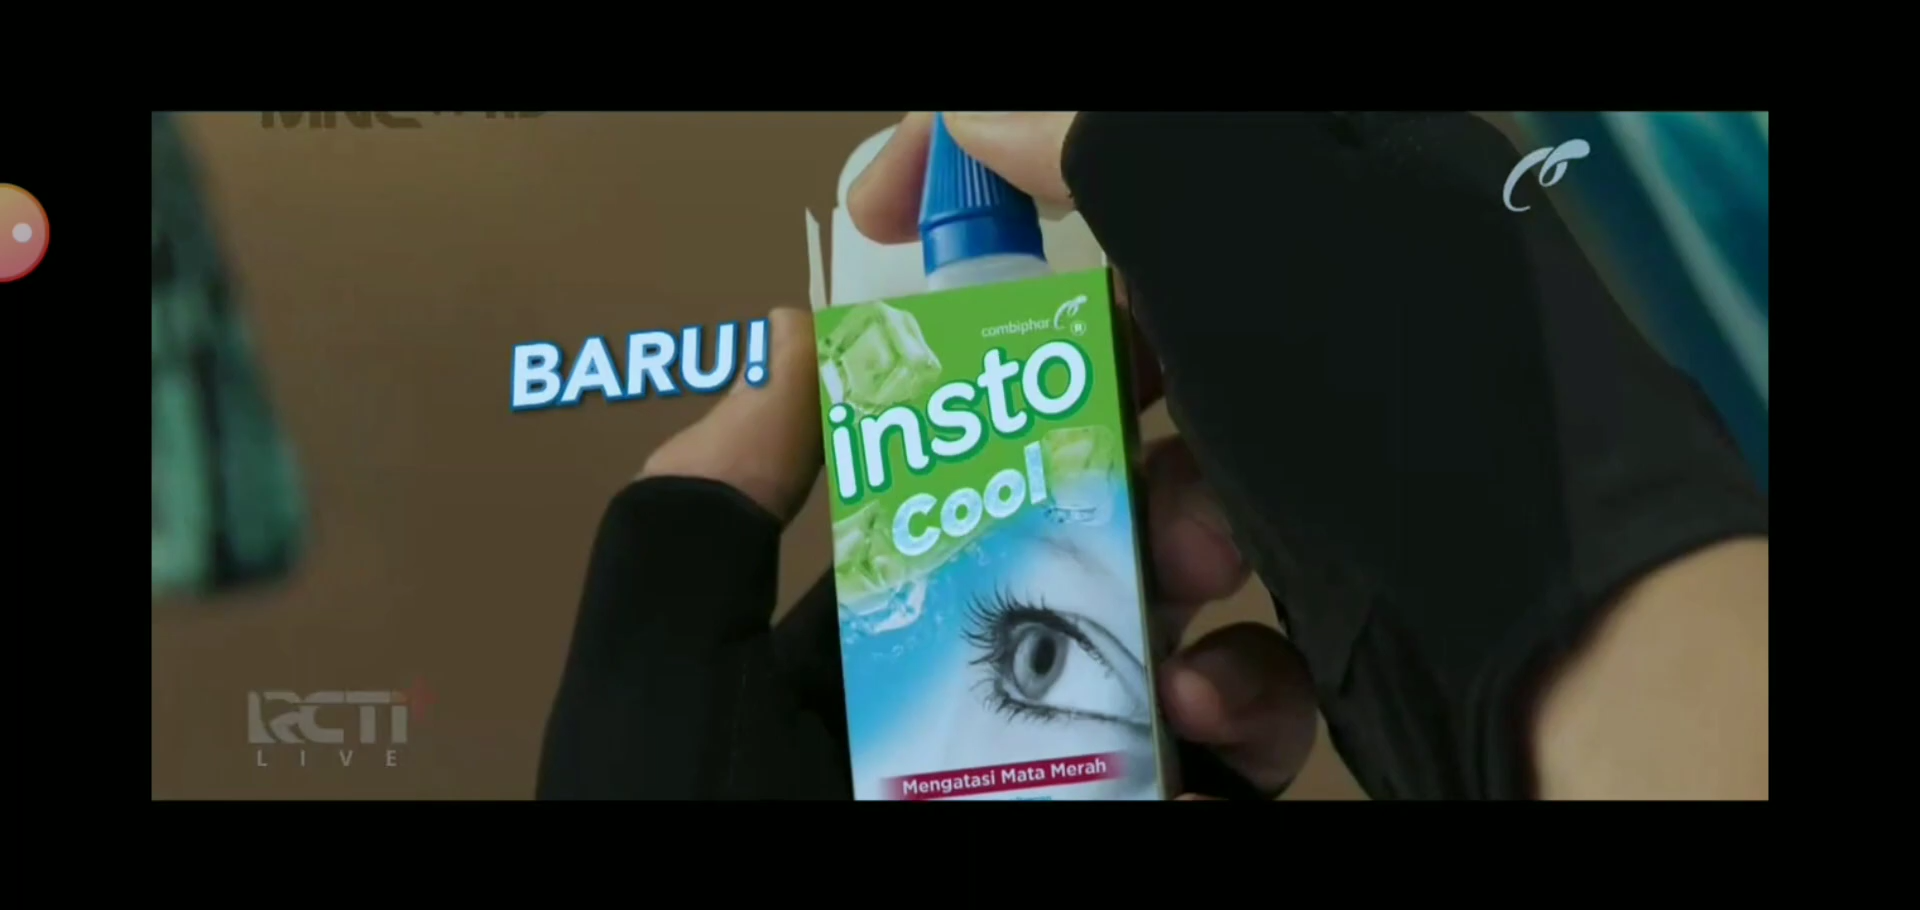 BARU!
combiphar
insto
cool
Mengatasi Mata Merah
RCTI+
LIVE